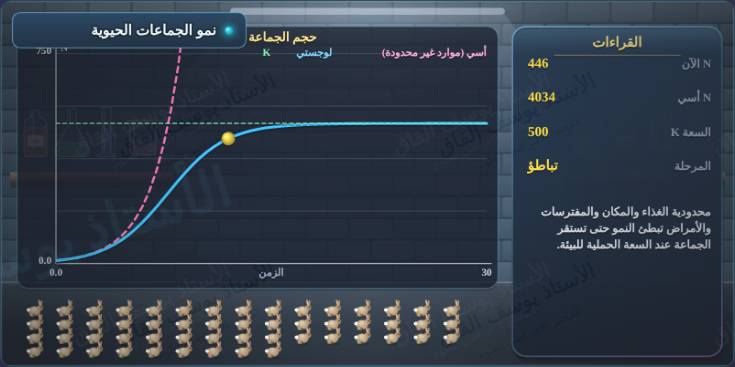 نمو الجماعات الحيوية
حجم الجماعة
N
أسي (موارد غير محدودة)
لوجستي
K
750
0.0
0.0
الزمن
30
القراءات
N الآن
446
N أسي
4034
السعة K
500
المرحلة
تباطؤ
محدودية الغذاء والمكان والمفترسات
والأمراض تبطئ النمو حتى تستقر
الجماعة عند السعة الحملية للبيئة.
الأستاذ يوسف